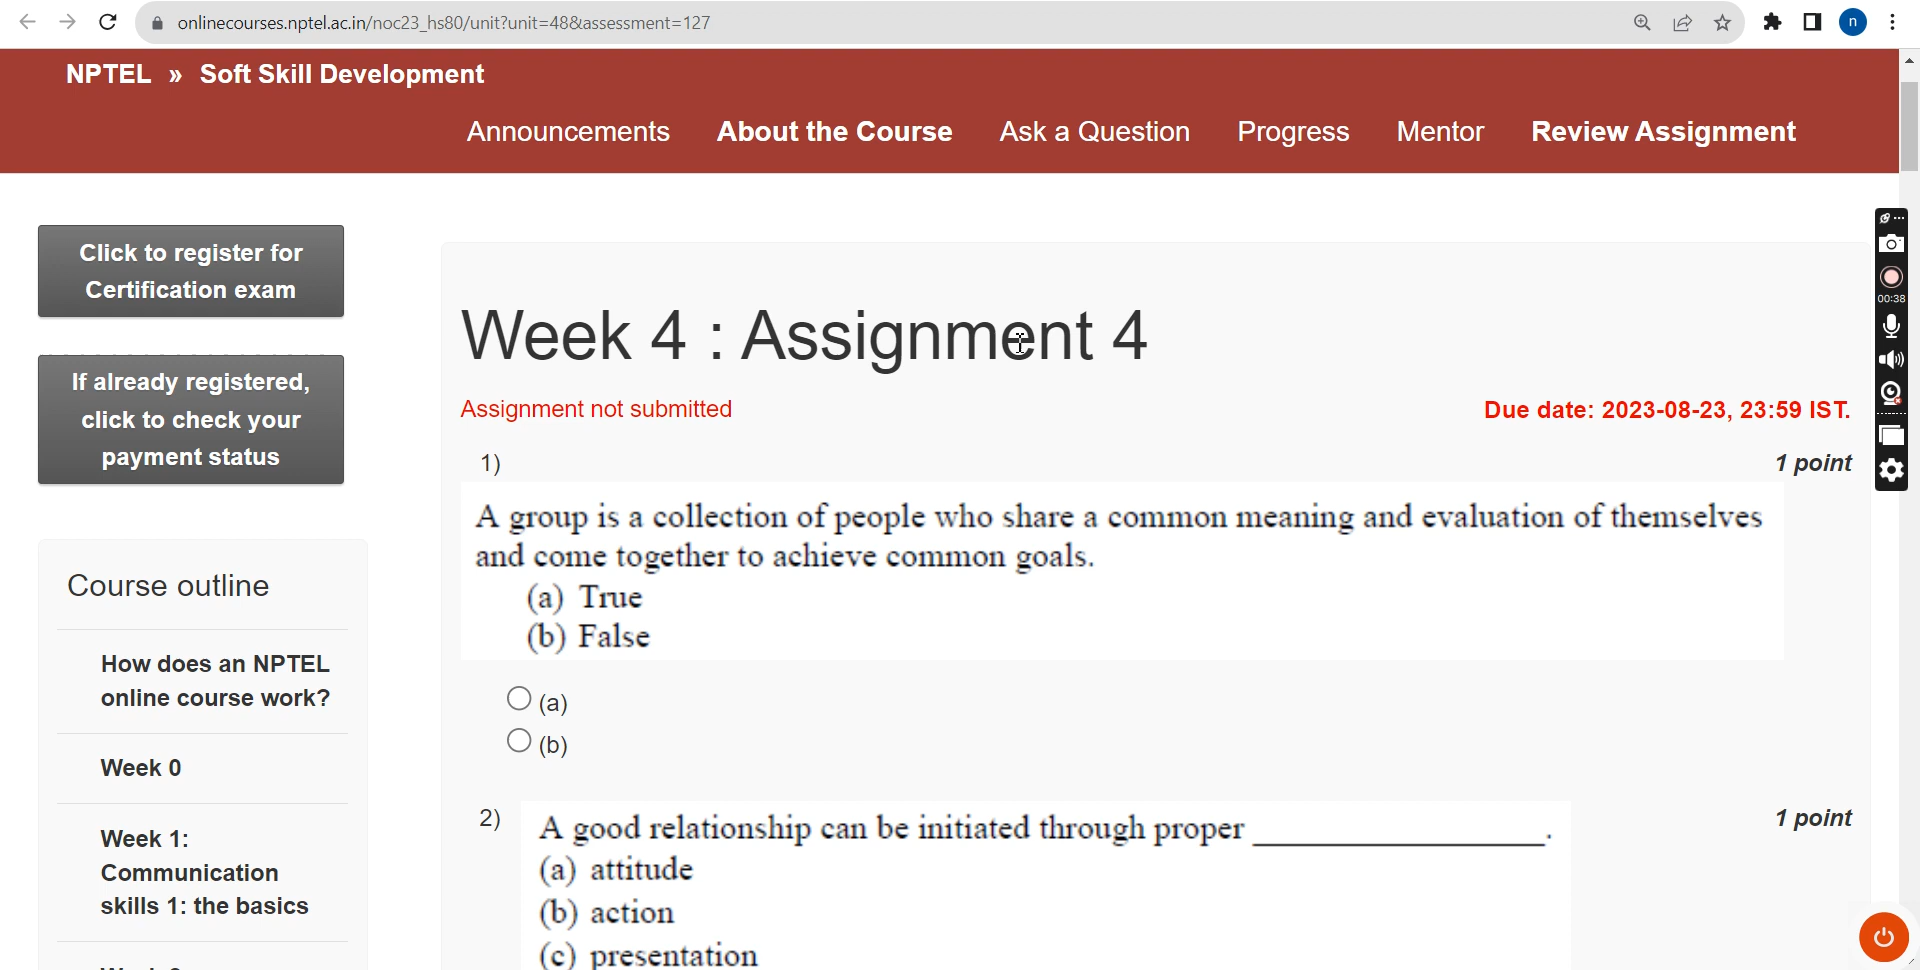 onlinecourses.nptel.ac.in/noc23_hs80/unit?unit=48&assessment=127
n
NPTEL » Soft Skill Development
Announcements About the Course Ask a Question Progress Mentor Review Assignment
Click to register for
Certification exam
If already registered,
click to check your
payment status
Course outline
How does an NPTEL
online course work?
Week 0
Week 1:
Communication
skills 1: the basics
Week 4 : Assignment 4
Assignment not submitted
Due date: 2023-08-23, 23:59 IST.
1)
1 point
A group is a collection of people who share a common meaning and evaluation of themselves
and come together to achieve common goals.
(a) True
(b) False
(a)
(b)
2)
1 point
A good relationship can be initiated through proper ____________________.
(a) attitude
(b) action
(c) presentation
00:38